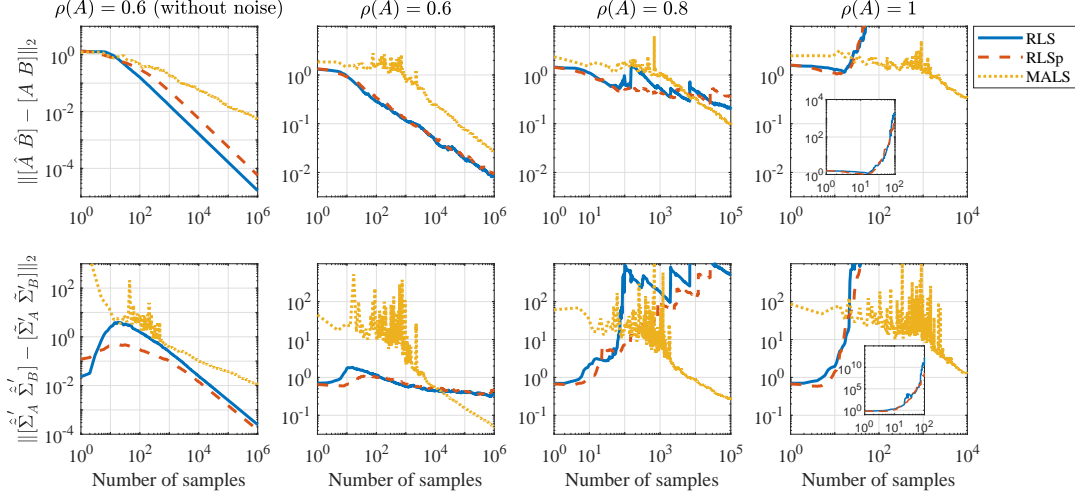 ρ(A) = 0.6 (without noise)
ρ(A) = 0.6
ρ(A) = 0.8
ρ(A) = 1
‖[Â B̂] − [A B]‖₂
10⁰
10⁻²
10⁻⁴
10⁰ 10² 10⁴ 10⁶
10⁰
10⁻¹
10⁻²
10⁰ 10² 10⁴ 10⁶
10⁰
10⁻¹
10⁻²
10⁰ 10¹ 10² 10³ 10⁴ 10⁵
10⁰
10⁻¹
10⁻²
10⁰ 10² 10⁴
10⁴
10²
10⁰
10⁰ 10¹ 10²
RLS
RLSp
MALS
‖[Σ̂̃′_A Σ̂̃′_B] − [Σ̃′_A Σ̃′_B]‖₂
10²
10⁰
10⁻²
10⁻⁴
10⁰ 10² 10⁴ 10⁶
Number of samples
10²
10¹
10⁰
10⁻¹
10⁰ 10² 10⁴ 10⁶
Number of samples
10²
10¹
10⁰
10⁻¹
10⁰ 10¹ 10² 10³ 10⁴ 10⁵
Number of samples
10²
10¹
10⁰
10⁻¹
10⁰ 10² 10⁴
10¹⁰
10⁵
10⁰
10⁰ 10¹ 10²
Number of samples